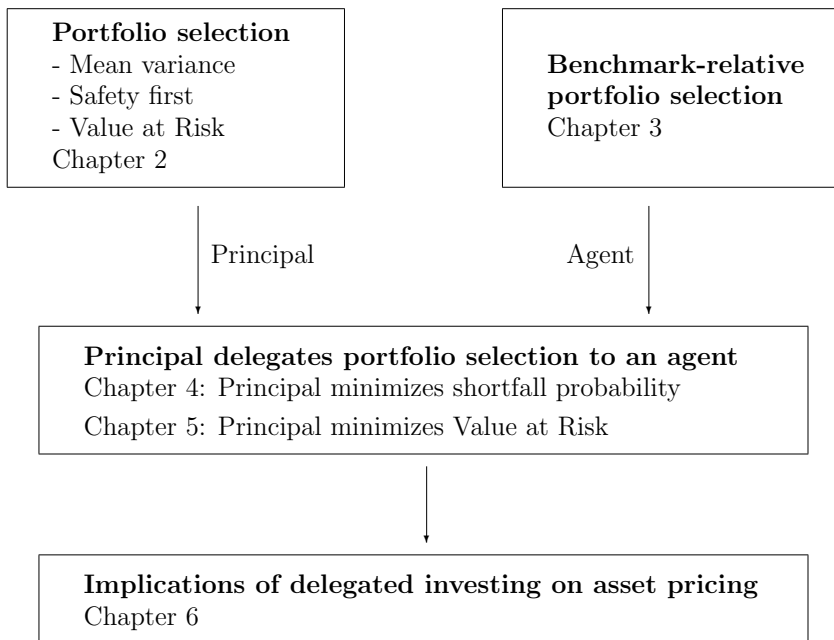 Portfolio selection
- Mean variance
- Safety first
- Value at Risk
Chapter 2
Benchmark-relative
portfolio selection
Chapter 3
Principal
Agent
Principal delegates portfolio selection to an agent
Chapter 4: Principal minimizes shortfall probability
Chapter 5: Principal minimizes Value at Risk
Implications of delegated investing on asset pricing
Chapter 6